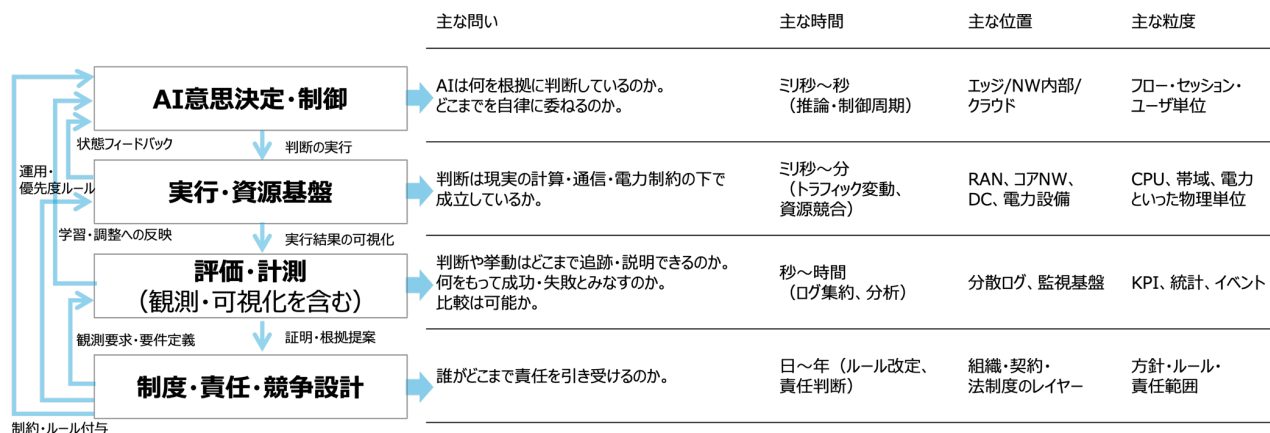 主な問い
主な時間
主な位置
主な粒度
AI意思決定・制御
AIは何を根拠に判断しているのか。
どこまでを自律に委ねるのか。
ミリ秒～秒
（推論・制御周期）
エッジ/NW内部/
クラウド
フロー・セッション・
ユーザ単位
状態フィードバック
判断の実行
運用・
優先度ルール
実行・資源基盤
判断は現実の計算・通信・電力制約の下で
成立しているか。
ミリ秒～分
（トラフィック変動、
資源競合）
RAN、コアNW、
DC、電力設備
CPU、帯域、電力
といった物理単位
学習・調整への反映
実行結果の可視化
評価・計測
（観測・可視化を含む）
判断や挙動はどこまで追跡・説明できるのか。
何をもって成功・失敗とみなすのか。
比較は可能か。
秒～時間
（ログ集約、分析）
分散ログ、監視基盤
KPI、統計、イベント
観測要求・要件定義
証明・根拠提案
制度・責任・競争設計
誰がどこまで責任を引き受けるのか。
日～年（ルール改定、
責任判断）
組織・契約・
法制度のレイヤー
方針・ルール・
責任範囲
制約・ルール付与